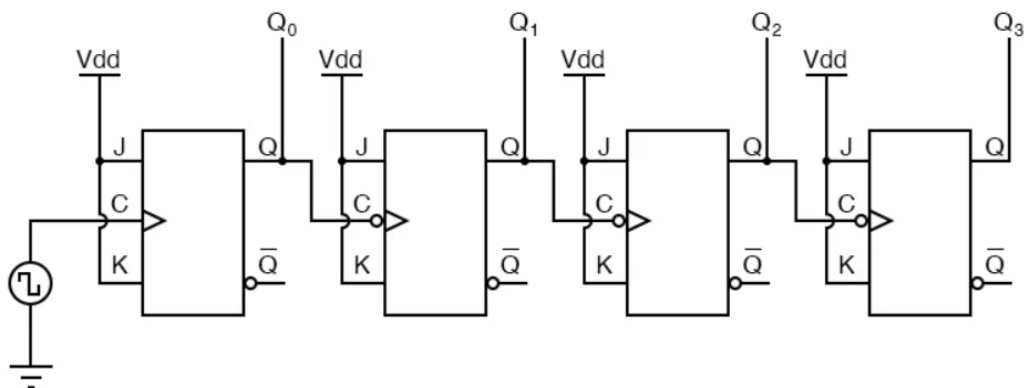 Q₀ Q₁ Q₂ Q₃
Vdd Vdd Vdd Vdd
J Q J Q J Q J Q
C C C C
K Q̅ K Q̅ K Q̅ K Q̅